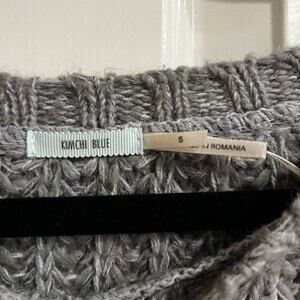 KIMCHI BLUE
S
IN ROMANIA